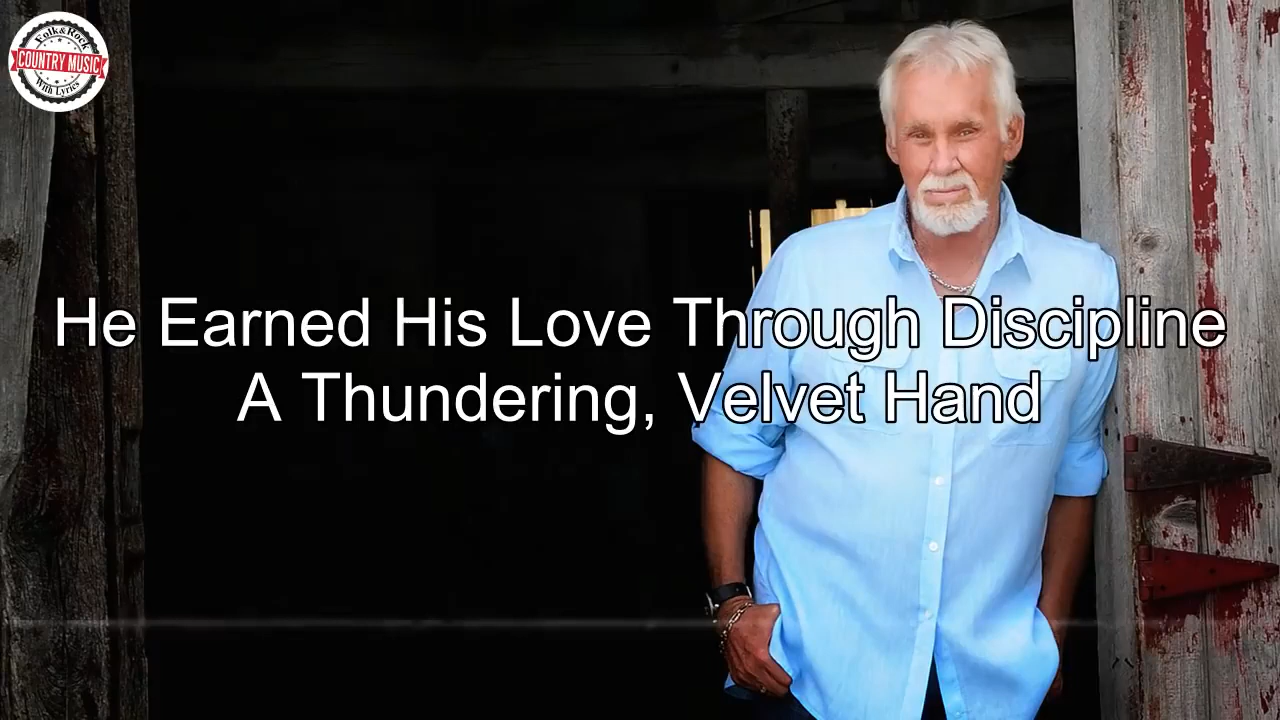 Folk&Rock
COUNTRY MUSIC
With Lyrics
He Earned His Love Through Discipline
A Thundering, Velvet Hand